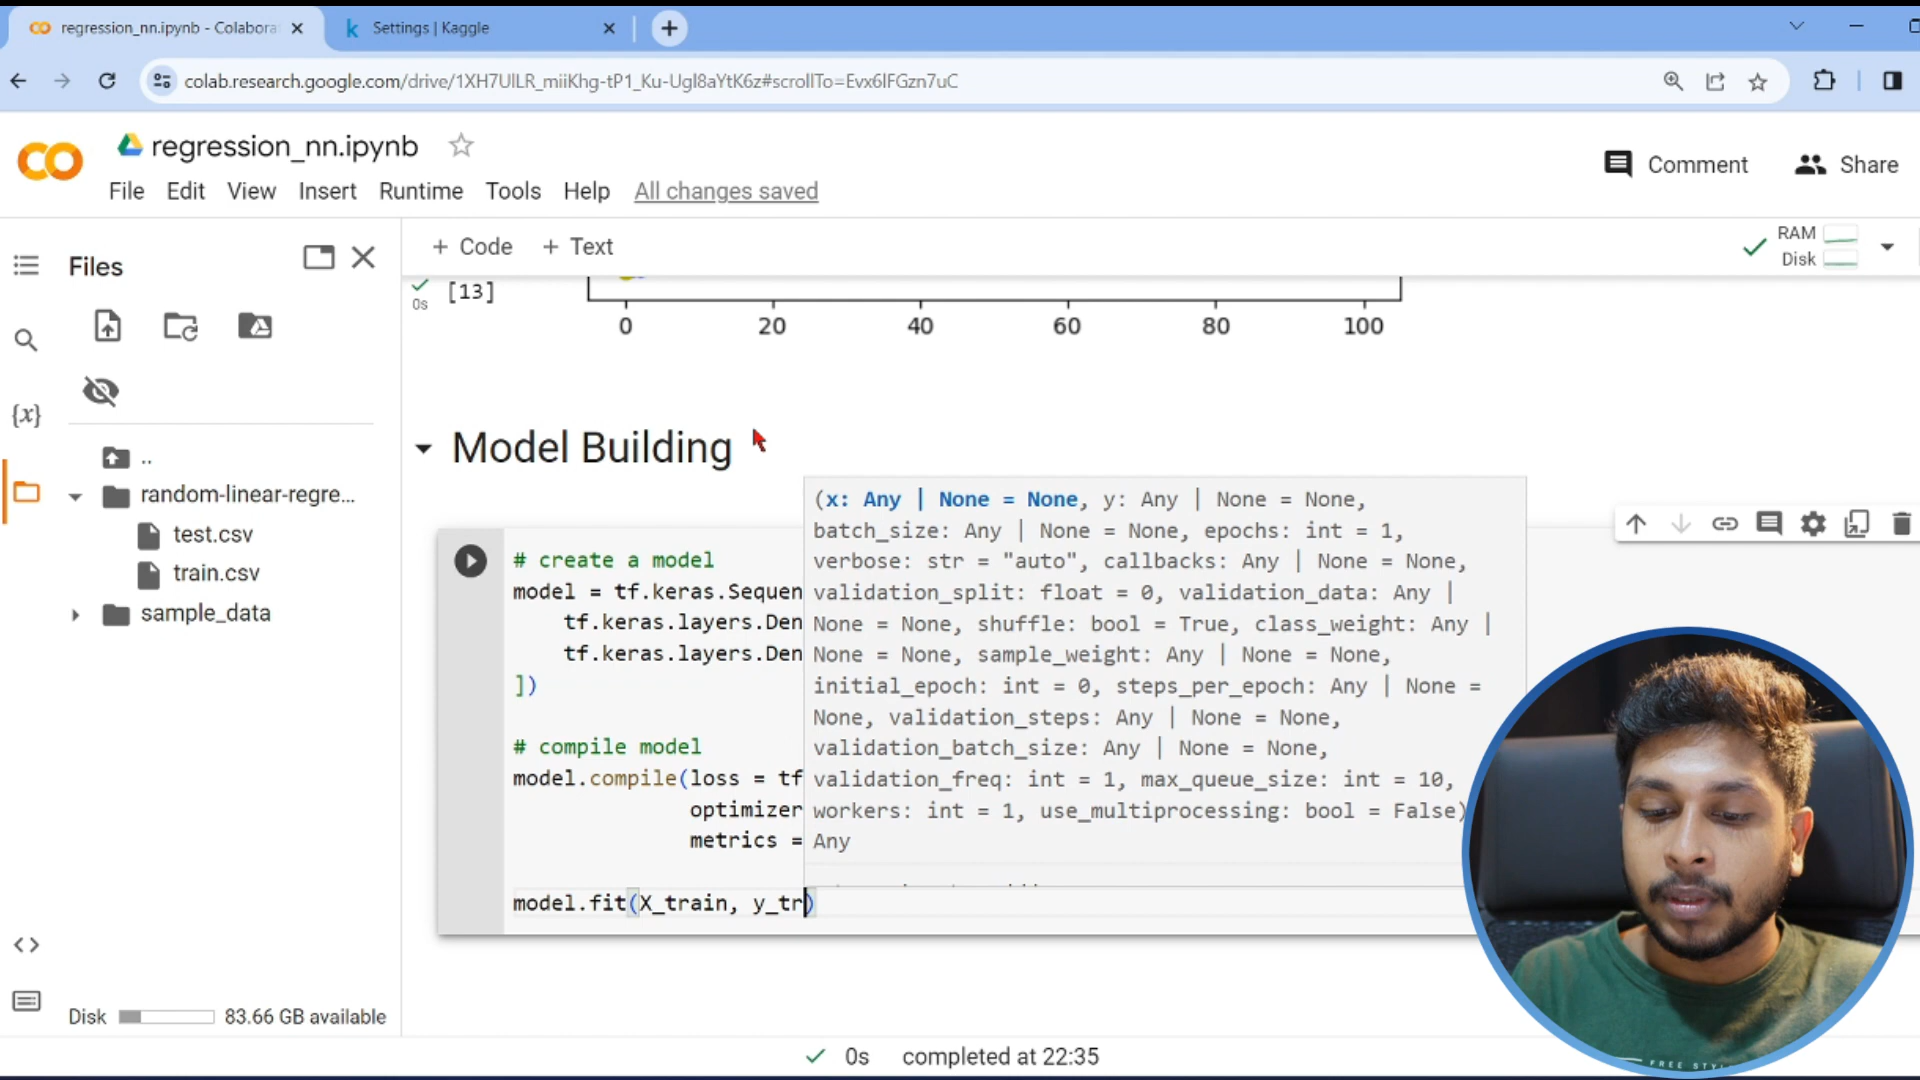 regression_nn.ipynb - Colabora
Settings | Kaggle
colab.research.google.com/drive/1XH7UlLR_miiKhg-tP1_Ku-Ugl8aYtK6z#scrollTo=Evx6lFGzn7uC
regression_nn.ipynb
Comment
Share
File Edit View Insert Runtime Tools Help All changes saved
Files
+ Code + Text
RAM
Disk
0s
[13]
0 20 40 60 80 100
{x}
..
random-linear-regre...
test.csv
train.csv
sample_data
Model Building
(x: Any | None = None, y: Any | None = None,
batch_size: Any | None = None, epochs: int = 1,
verbose: str = "auto", callbacks: Any | None = None,
validation_split: float = 0, validation_data: Any |
None = None, shuffle: bool = True, class_weight: Any |
None = None, sample_weight: Any | None = None,
initial_epoch: int = 0, steps_per_epoch: Any | None =
None, validation_steps: Any | None = None,
validation_batch_size: Any | None = None,
validation_freq: int = 1, max_queue_size: int = 10,
workers: int = 1, use_multiprocessing: bool = False)
Any
# create a model
model = tf.keras.Sequen
tf.keras.layers.Den
tf.keras.layers.Den
])
# compile model
model.compile(loss = tf
optimizer
metrics =
model.fit(X_train, y_tr)
Disk 83.66 GB available
0s completed at 22:35
FREE STYL